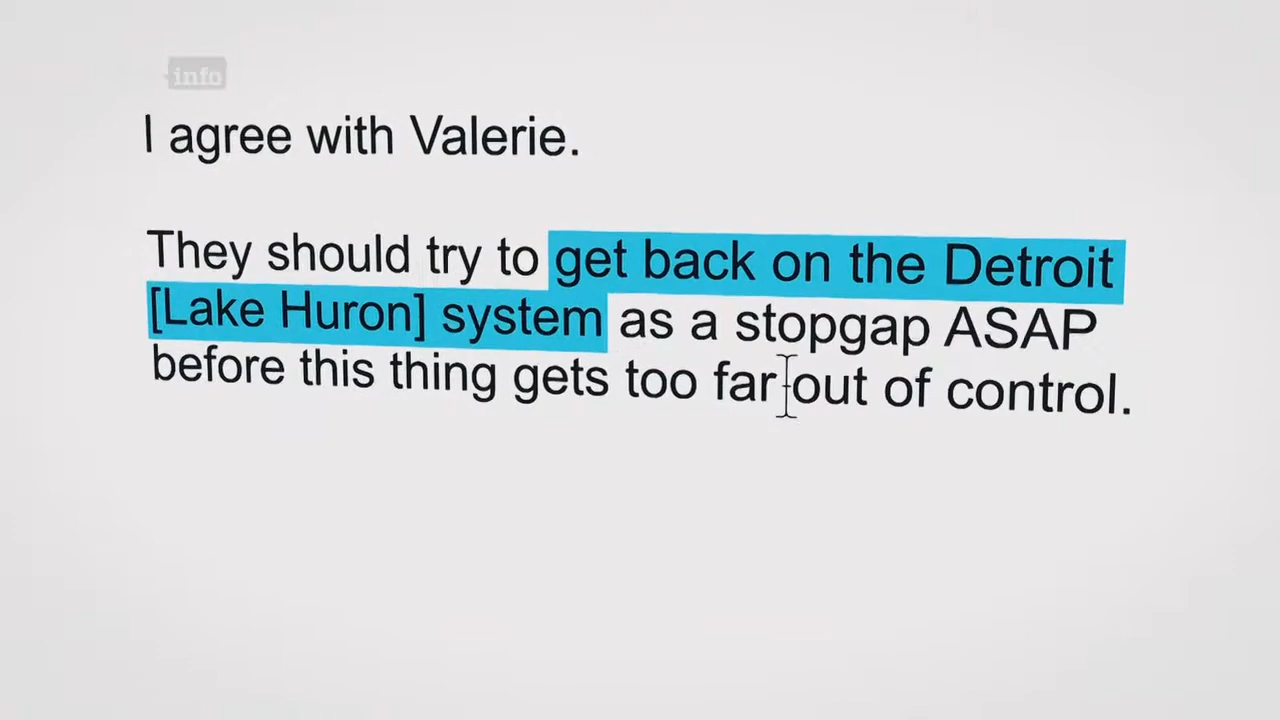 info
I agree with Valerie.
They should try to get back on the Detroit
[Lake Huron] system as a stopgap ASAP
before this thing gets too far out of control.